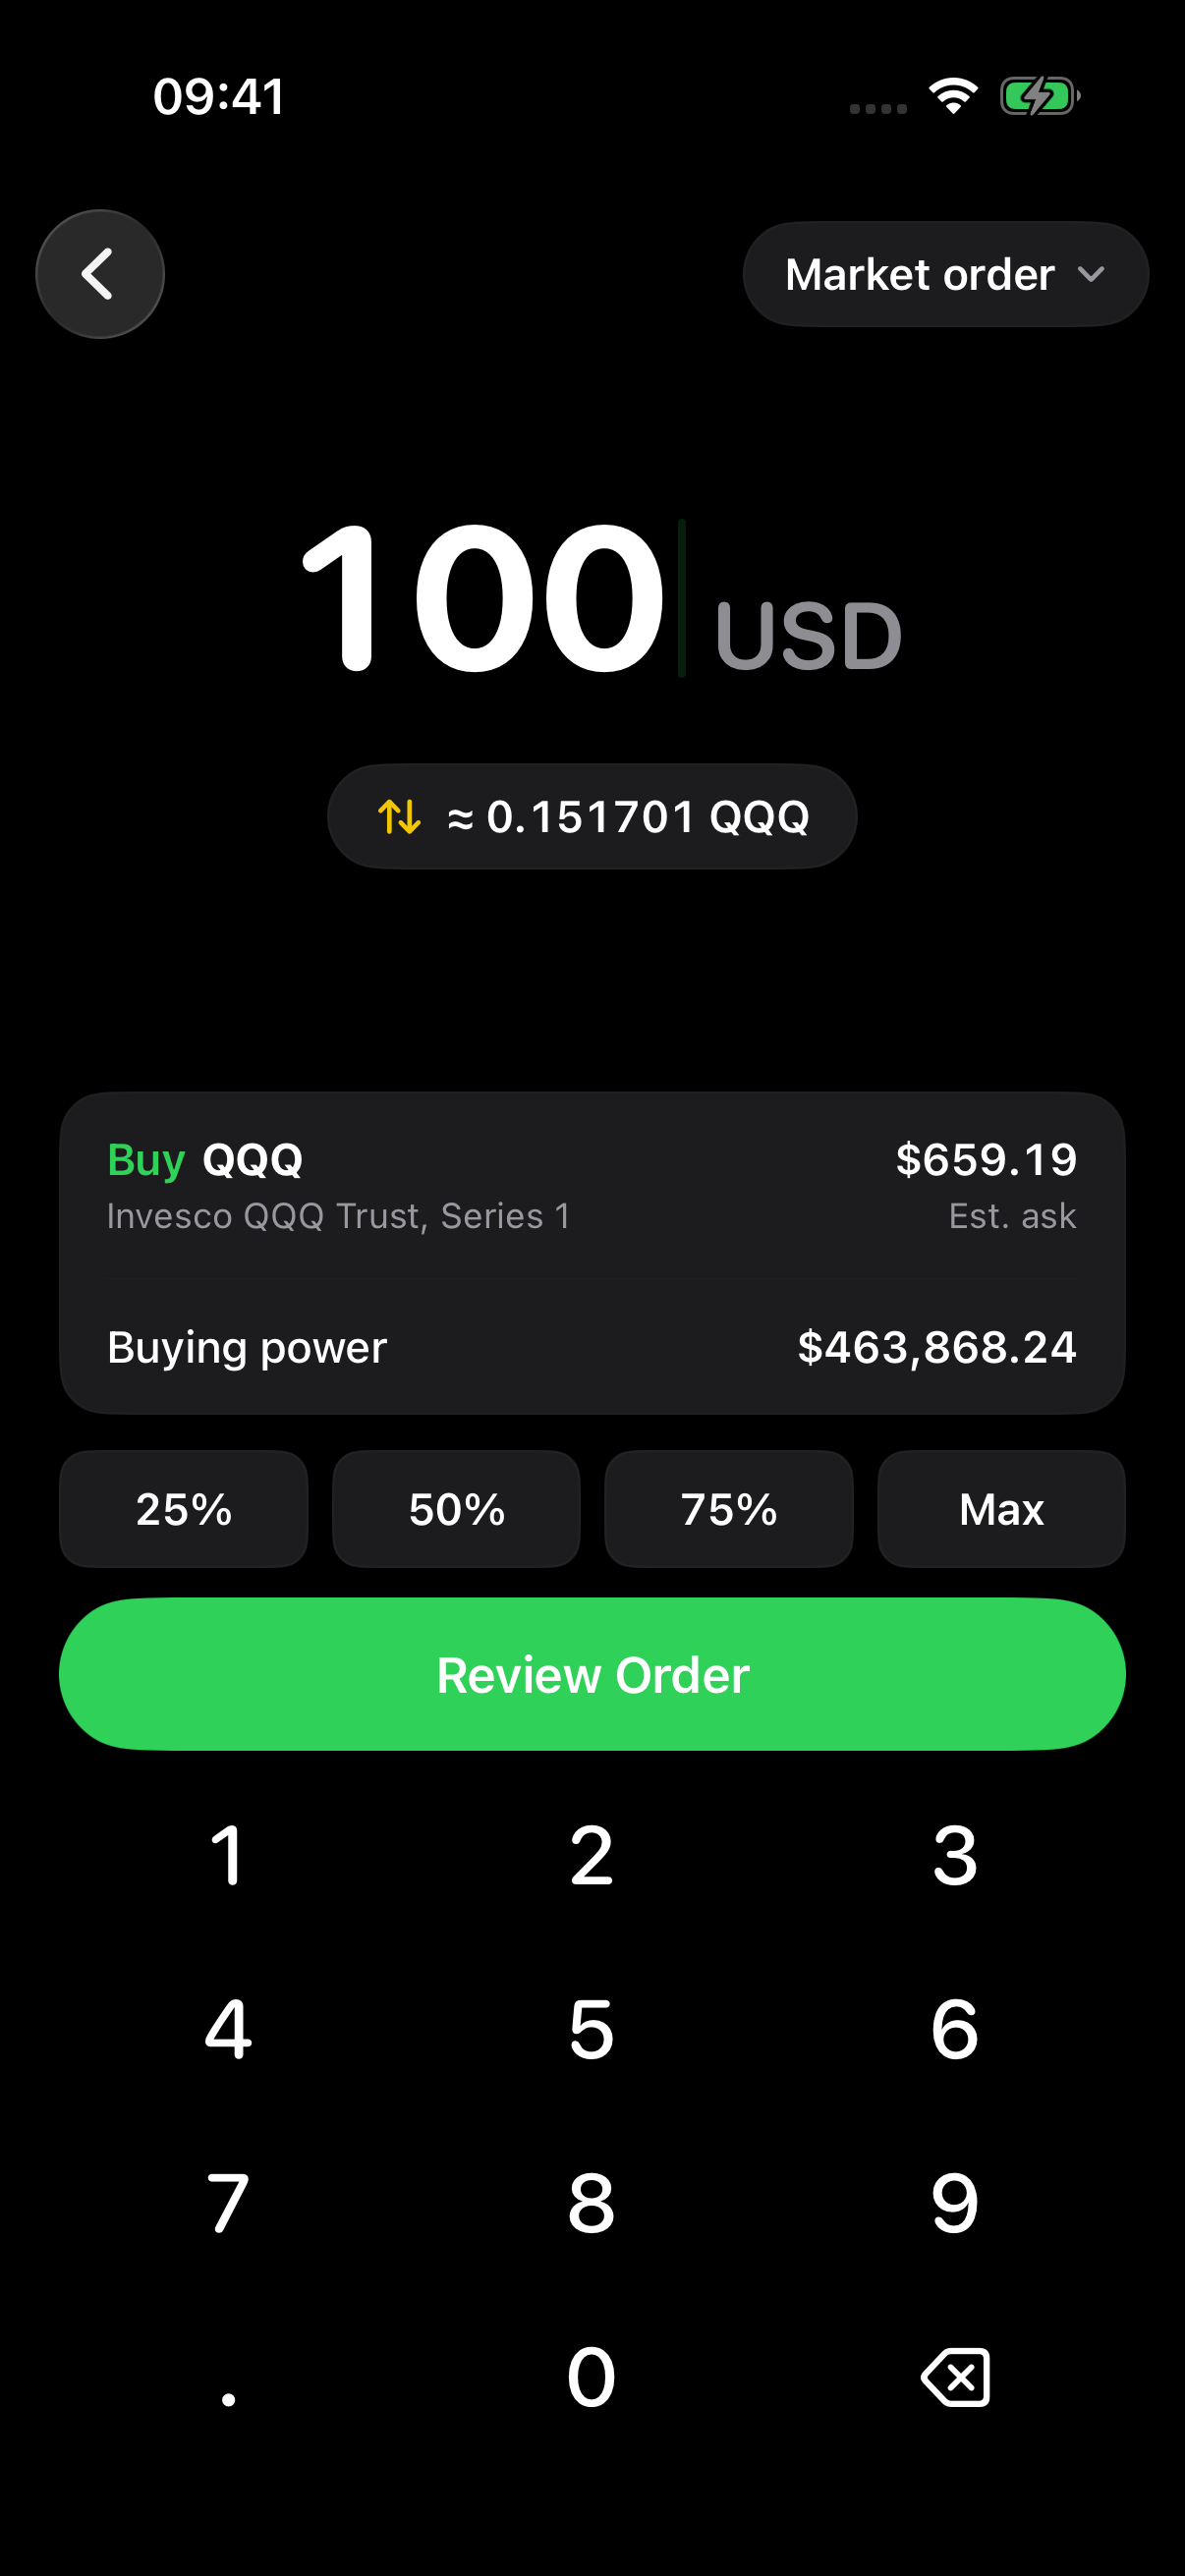 09:41
Market order
100 USD
≈ 0.151701 QQQ
Buy QQQ $659.19
Invesco QQQ Trust, Series 1 Est. ask
Buying power $463,868.24
25% 50% 75% Max
Review Order
1 2 3
4 5 6
7 8 9
. 0